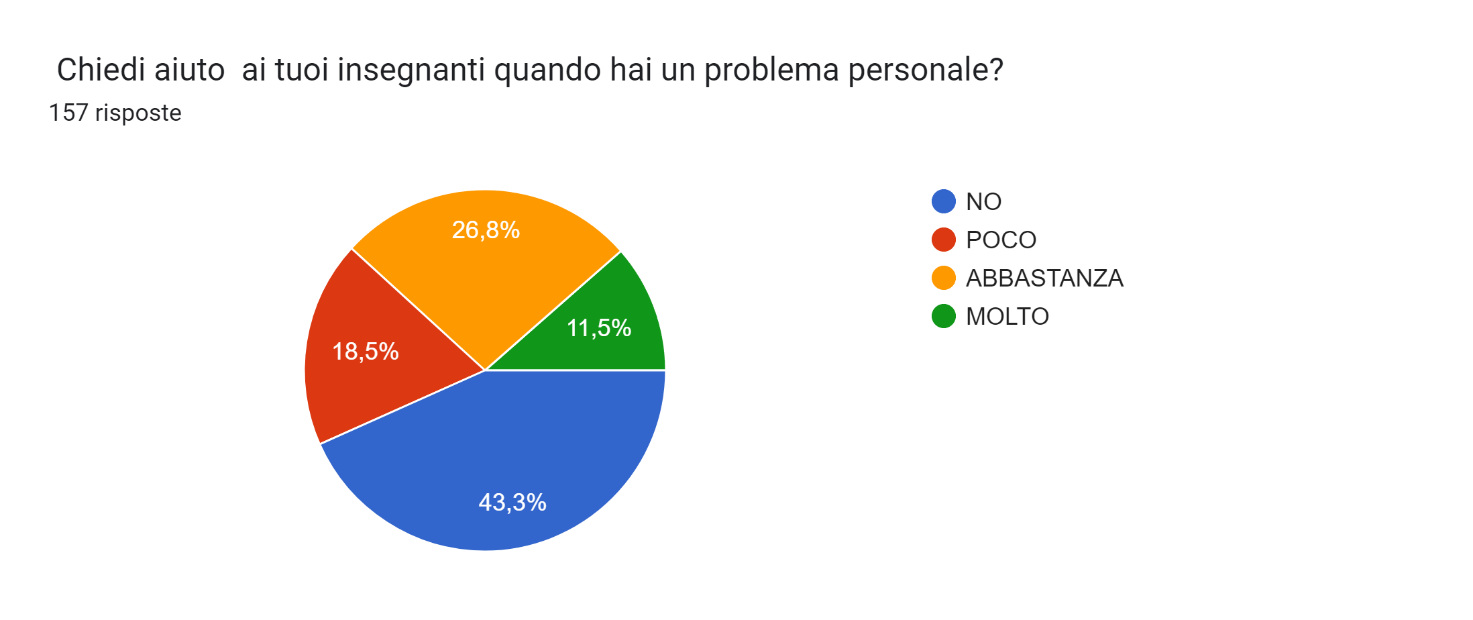 Chiedi aiuto  ai tuoi insegnanti quando hai un problema personale?
157 risposte
NO
POCO
ABBASTANZA
MOLTO
26,8%
11,5%
18,5%
43,3%